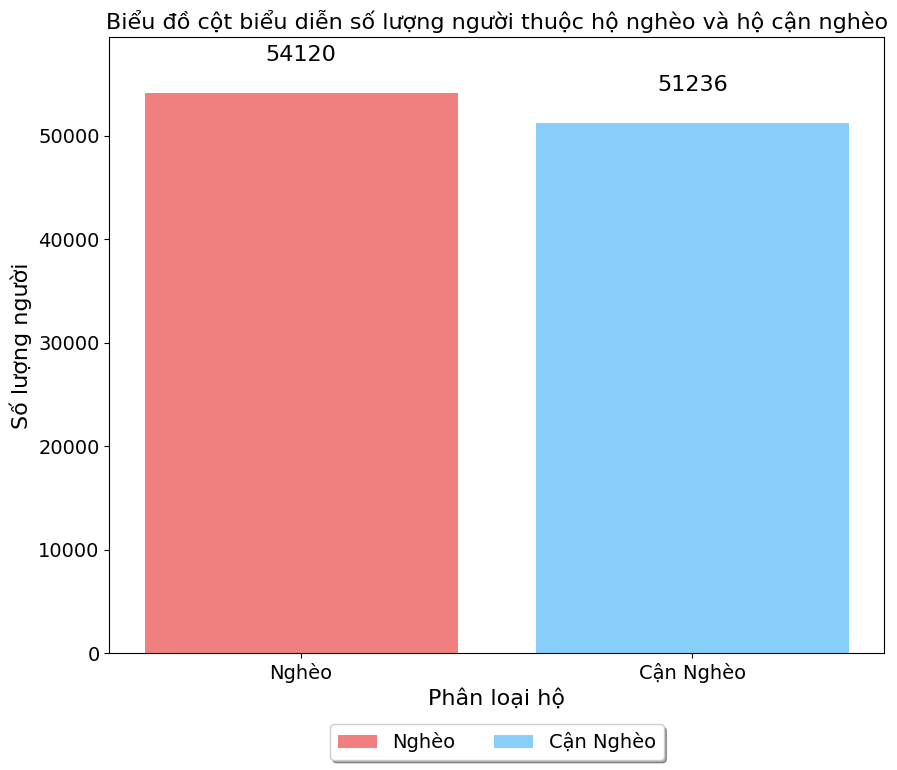 Biểu đồ cột biểu diễn số lượng người thuộc hộ nghèo và hộ cận nghèo
54120
51236
50000
40000
30000
20000
10000
0
Số lượng người
Nghèo
Cận Nghèo
Phân loại hộ
Nghèo
Cận Nghèo